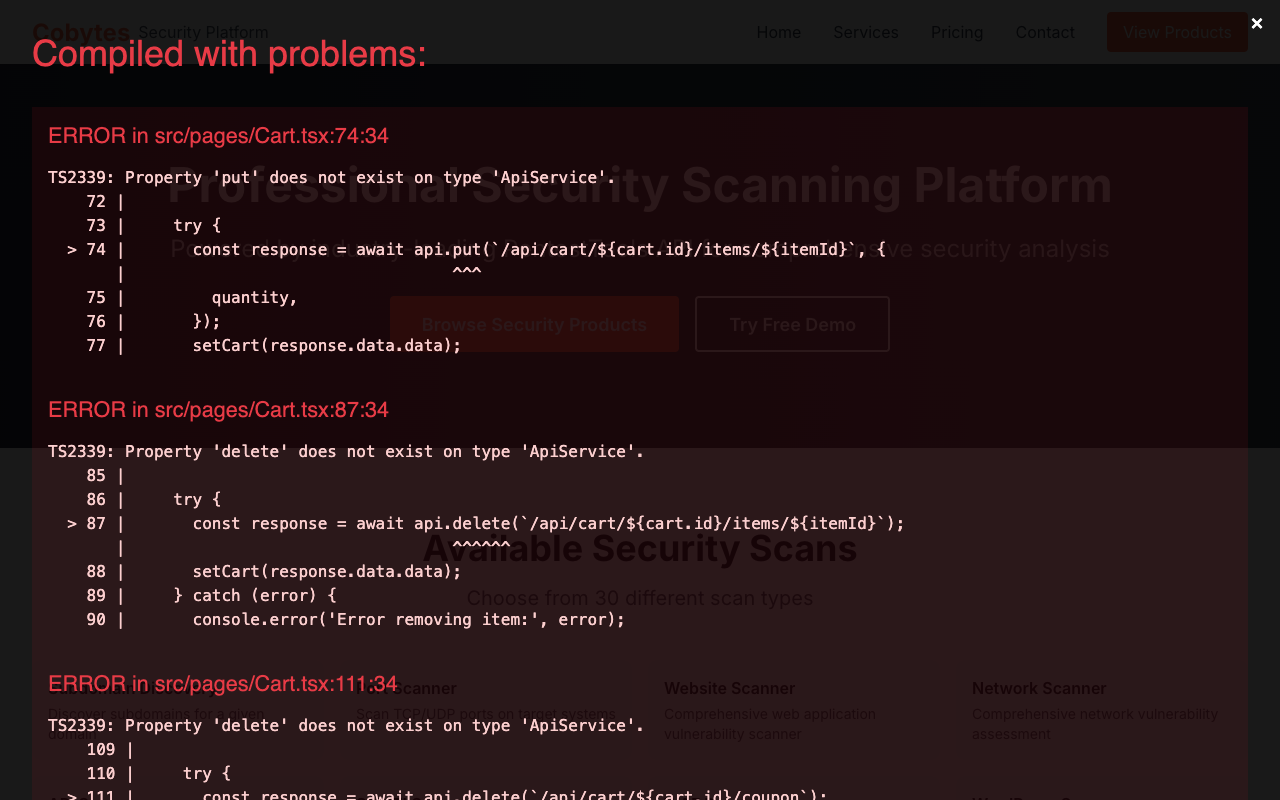 Cobytes Security Platform
Home Services Pricing Contact View Products
×
Compiled with problems:
ERROR in src/pages/Cart.tsx:74:34
TS2339: Property 'put' does not exist on type 'ApiService'.
72 |
73 |     try {
> 74 |       const response = await api.put(`/api/cart/${cart.id}/items/${itemId}`, {
|                                  ^^^
75 |         quantity,
76 |       });
77 |       setCart(response.data.data);
Professional Security Scanning Platform
security analysis
Browse Security Products
Try Free Demo
ERROR in src/pages/Cart.tsx:87:34
TS2339: Property 'delete' does not exist on type 'ApiService'.
85 |
86 |     try {
> 87 |       const response = await api.delete(`/api/cart/${cart.id}/items/${itemId}`);
|                                  ^^^^^^
88 |       setCart(response.data.data);
89 |     } catch (error) {
90 |       console.error('Error removing item:', error);
Available Security Scans
Choose from 30 different scan types
ERROR in src/pages/Cart.tsx:111:34
TS2339: Property 'delete' does not exist on type 'ApiService'.
109 |
110 |     try {
> 111 |       const response = await api.delete(`/api/cart/${cart.id}/coupon`);
Subdomain Discovery
Discover subdomains for a given
domain
Port Scanner
Scan TCP/UDP ports on target systems
Website Scanner
Comprehensive web application
vulnerability scanner
Network Scanner
Comprehensive network vulnerability
assessment